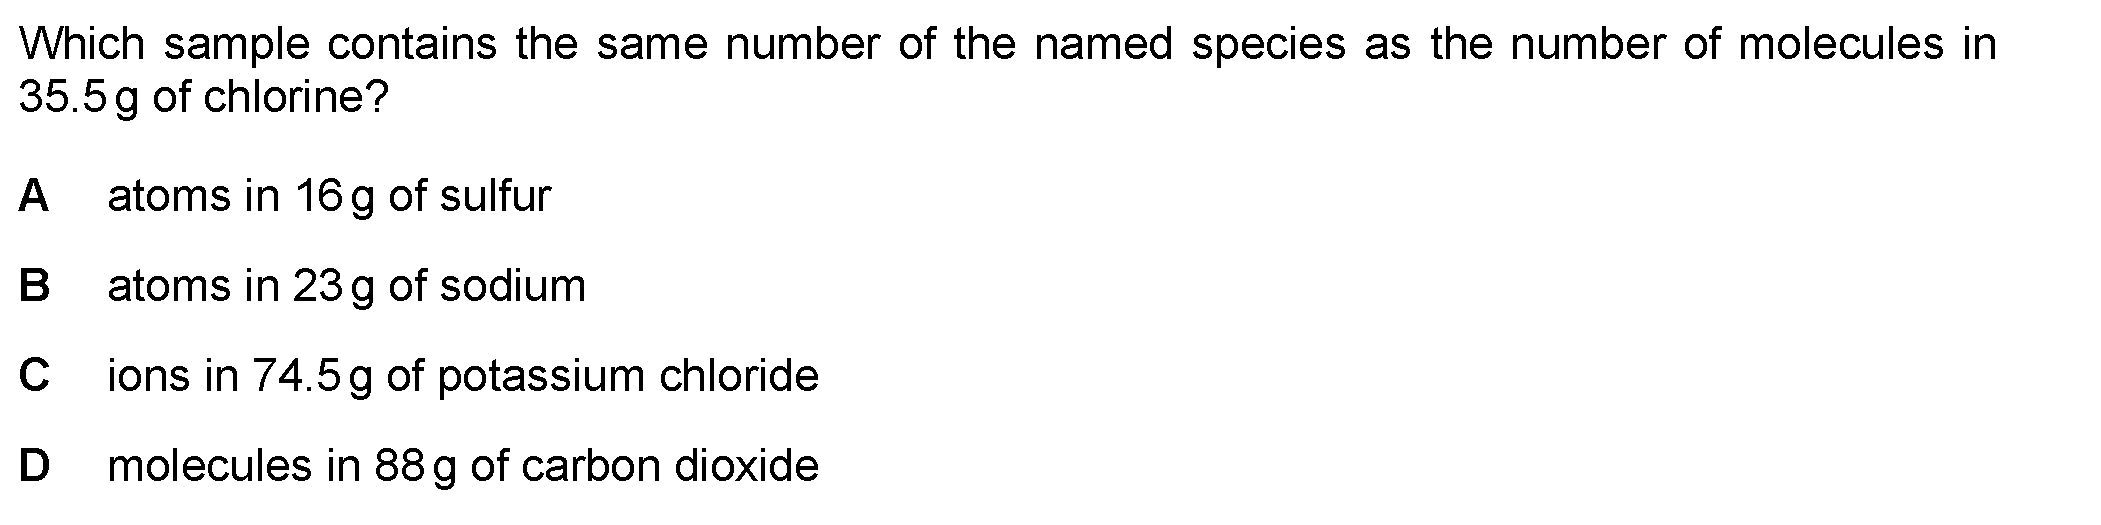 Which sample contains the same number of the named species as the number of molecules in
35.5 g of chlorine?
A atoms in 16 g of sulfur
B atoms in 23 g of sodium
C ions in 74.5 g of potassium chloride
D molecules in 88 g of carbon dioxide